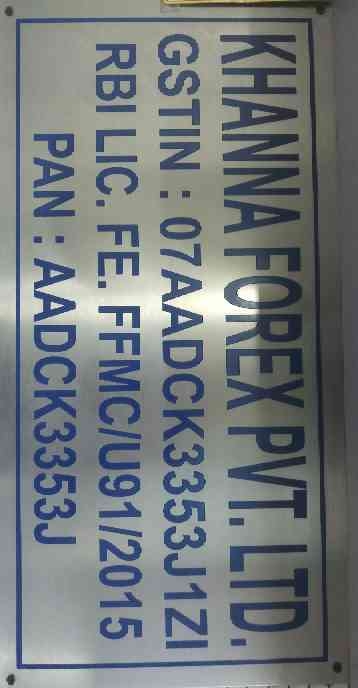 KHANNA FOREX PVT. LTD.
GSTIN : 07AADCK3353J1ZI
RBI LIC. FE. FFMC/U91/2015
PAN : AADCK3353J